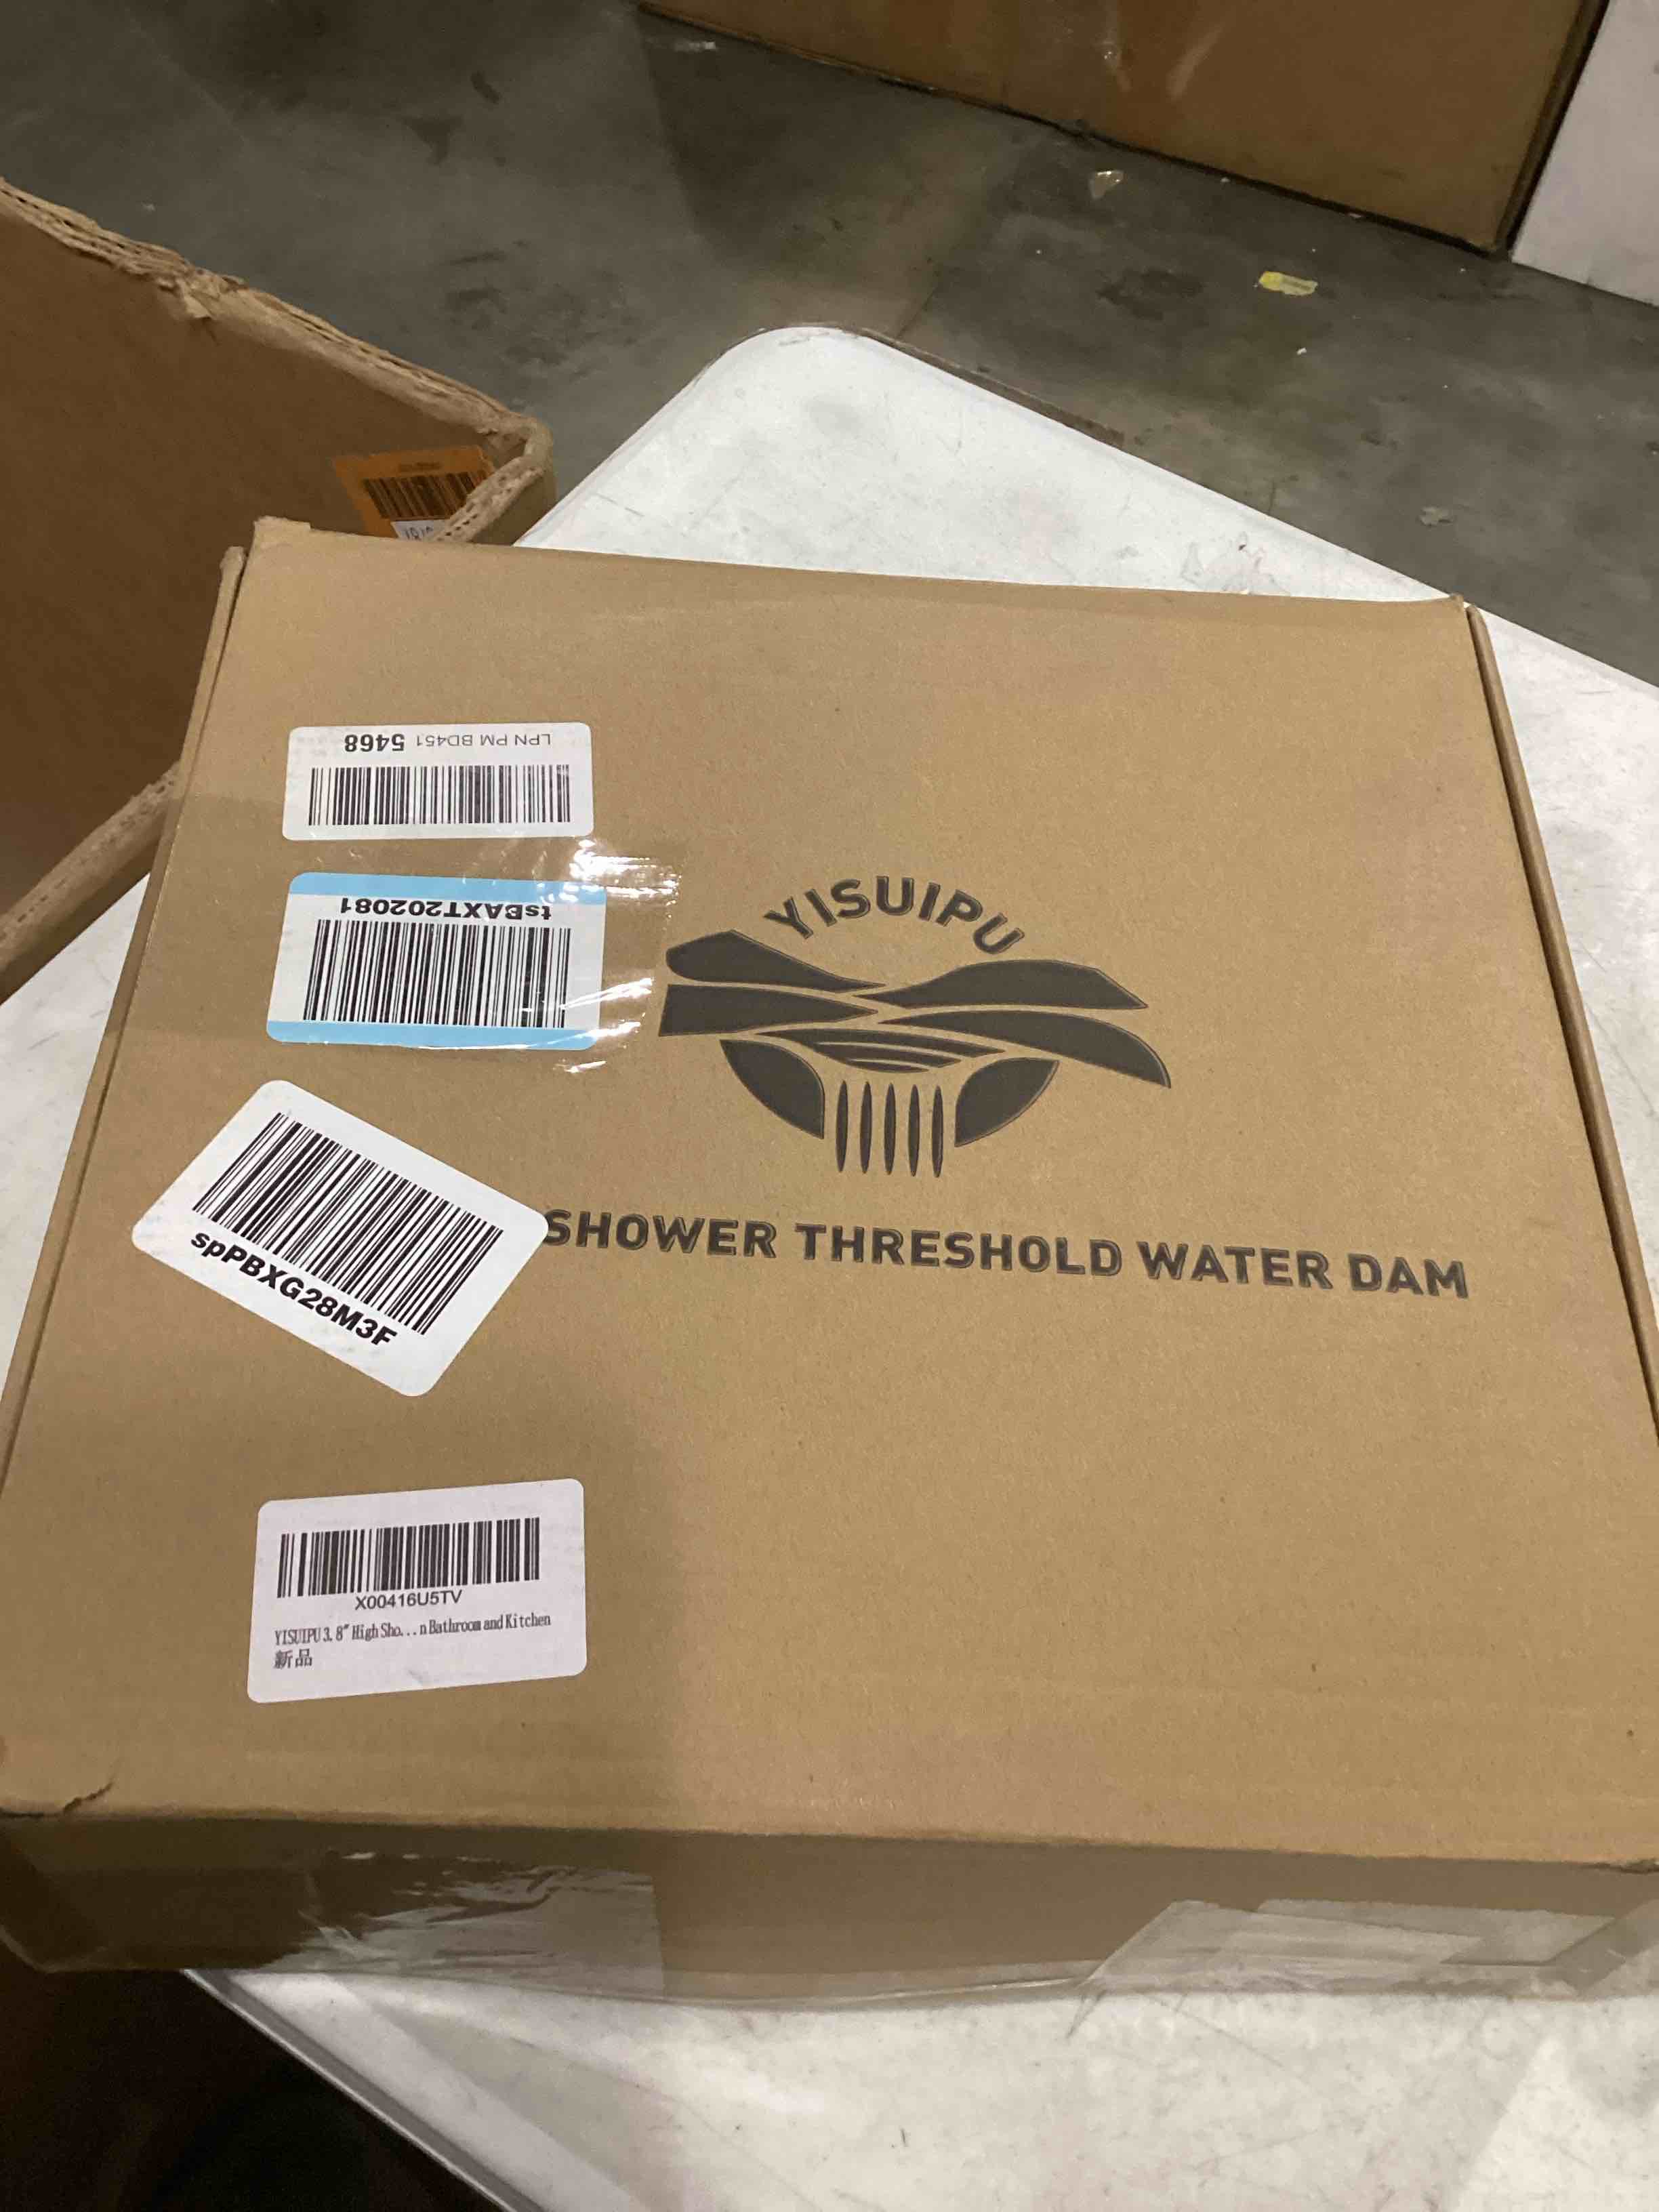 LPN PM BD451 5468
tsBAXT202081
YISUIPU
SHOWER THRESHOLD WATER DAM
spPBXG28M3F
X00416U5TV
YISUIPU 3.8" High Sho...n Bathroom and Kitchen
新品